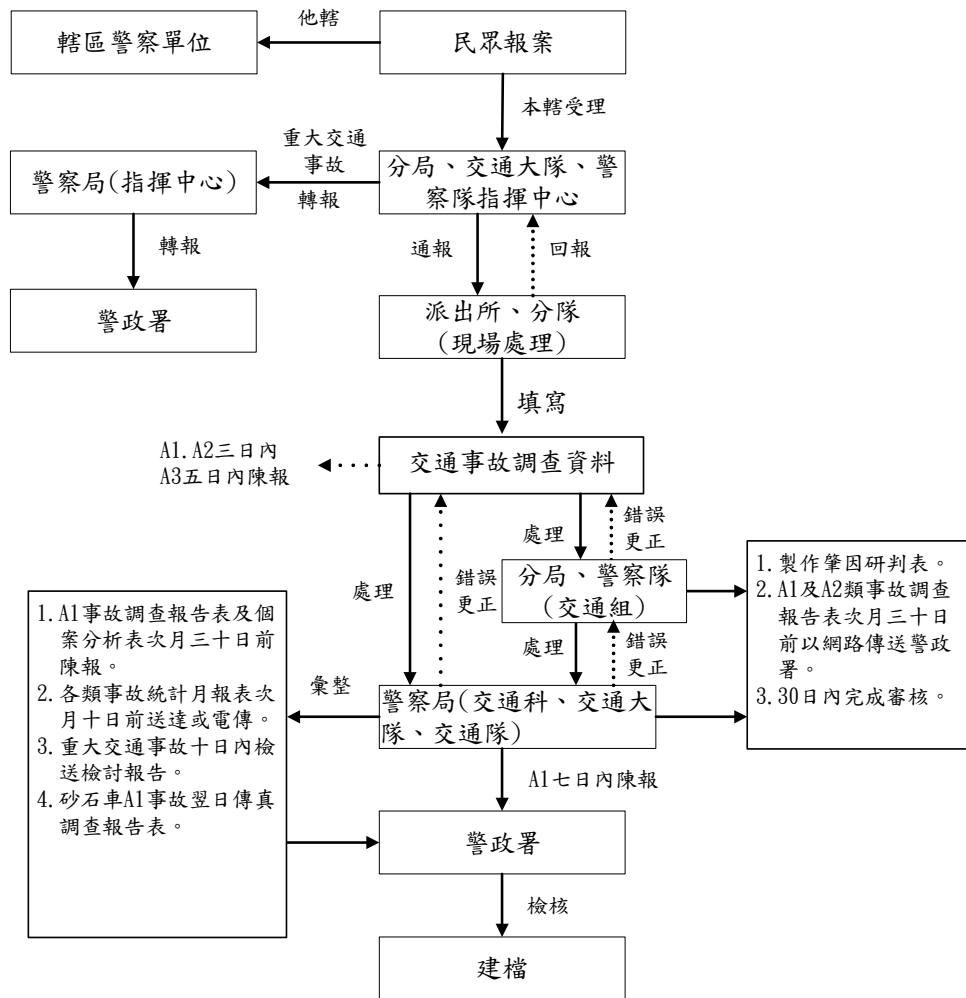 他轄
轄區警察單位
民眾報案
本轄受理
重大交通
事故
轉報
警察局(指揮中心)
分局、交通大隊、警
察隊指揮中心
轉報
通報
回報
警政署
派出所、分隊
(現場處理)
填寫
A1.A2三日內
A3五日內陳報
交通事故調查資料
處理
錯誤
更正
處理
錯誤
更正
分局、警察隊
(交通組)
1.製作肇因研判表。
2.A1及A2類事故調查
報告表次月三十日
前以網路傳送警政
署。
3.30日內完成審核。
處理
錯誤
更正
1.A1事故調查報告表及個
案分析表次月三十日前
陳報。
2.各類事故統計月報表次
月十日前送達或電傳。
3.重大交通事故十日內檢
送檢討報告。
4.砂石車A1事故翌日傳真
調查報告表。
彙整
警察局(交通科、交通大
隊、交通隊)
A1七日內陳報
警政署
檢核
建檔